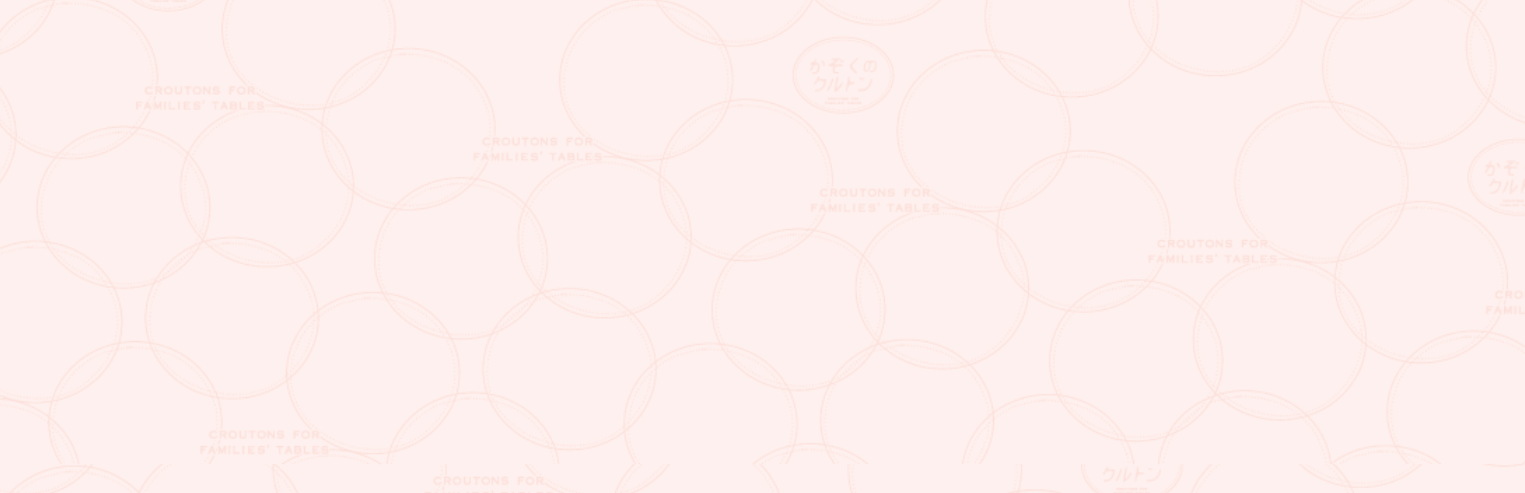 かぞくの
クルトン
CROUTONS FOR
FAMILIES' TABLES
CROUTONS FOR
FAMILIES' TABLES
かぞ
クル
CROUTONS FOR
FAMILIES' TABLES
CROUTONS FOR
FAMILIES' TABLES
CRO
FAMIL
CROUTONS FOR
FAMILIES' TABLES
クルトン
CROUTONS FOR